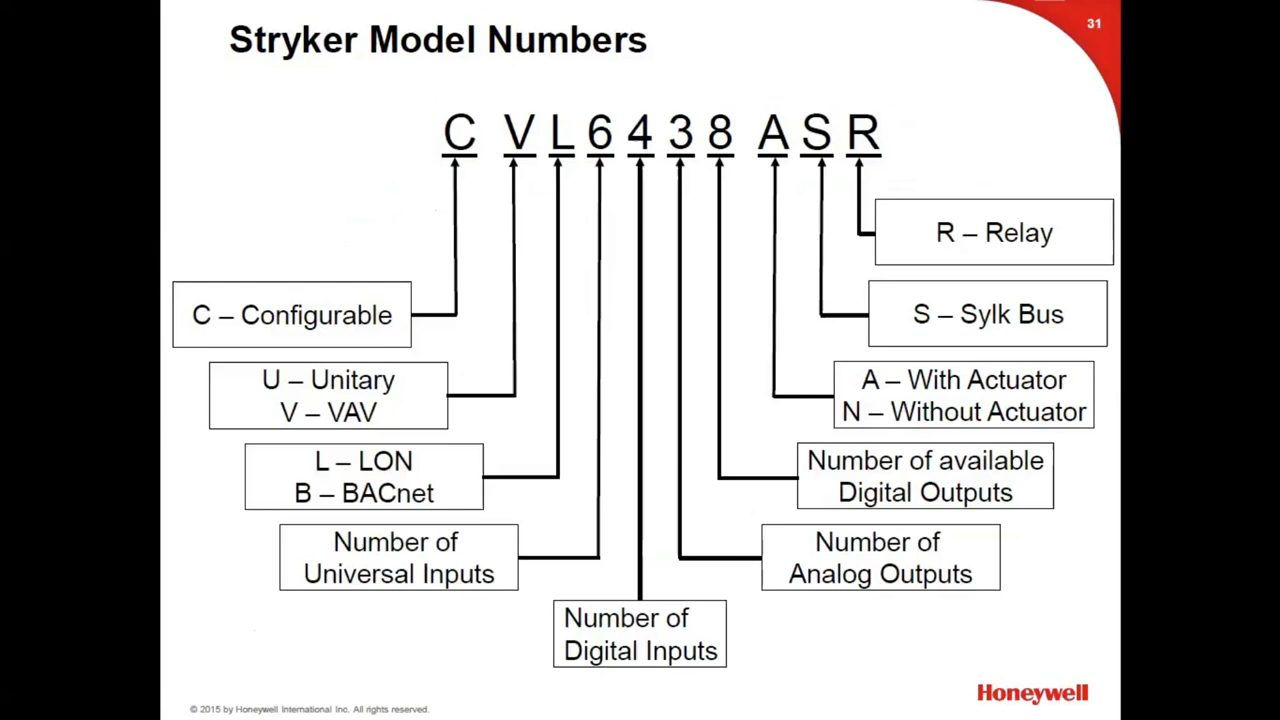 31
Stryker Model Numbers
C V L 6 4 3 8 A S R
R – Relay
C – Configurable
S – Sylk Bus
U – Unitary
V – VAV
A – With Actuator
N – Without Actuator
L – LON
B – BACnet
Number of available
Digital Outputs
Number of
Universal Inputs
Number of
Analog Outputs
Number of
Digital Inputs
Honeywell
© 2015 by Honeywell International Inc. All rights reserved.